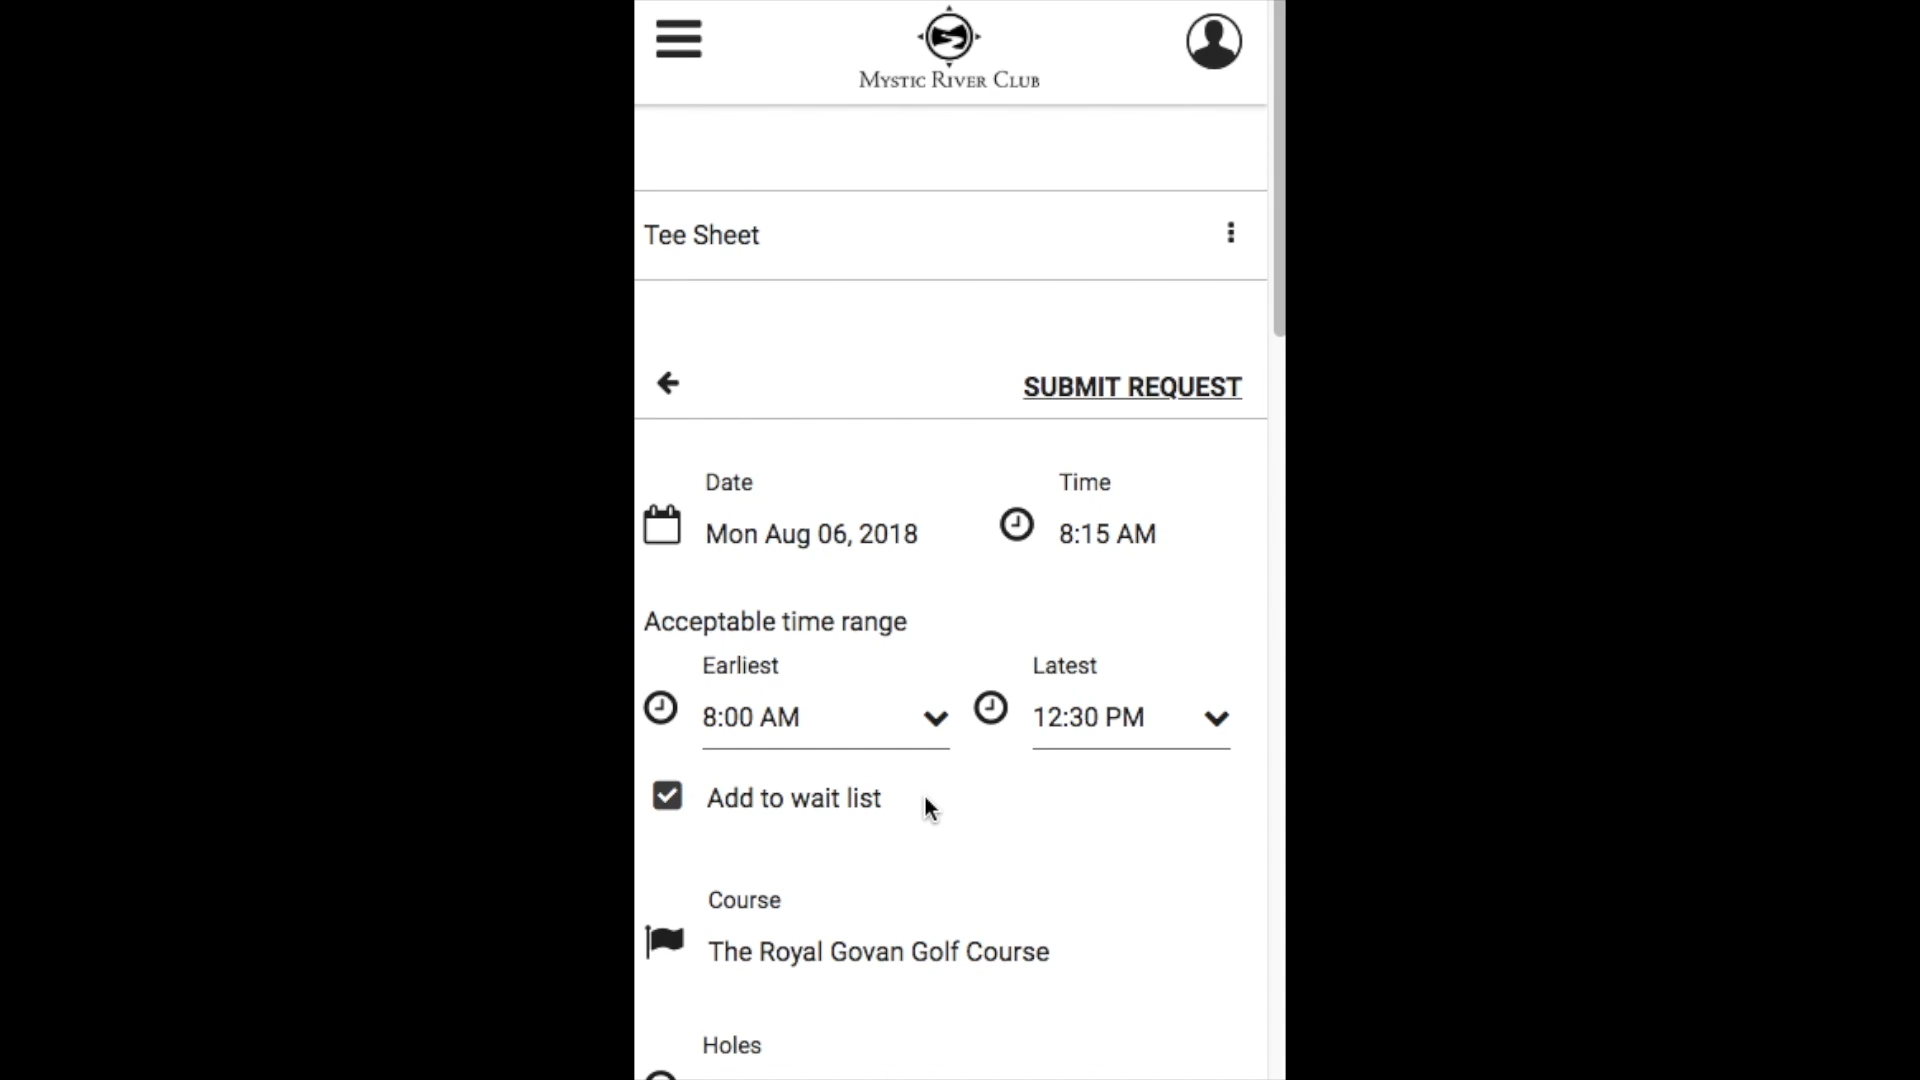 Mystic River Club
Tee Sheet
SUBMIT REQUEST
Date
Time
Mon Aug 06, 2018
8:15 AM
Acceptable time range
Earliest
Latest
8:00 AM
12:30 PM
Add to wait list
Course
The Royal Govan Golf Course
Holes